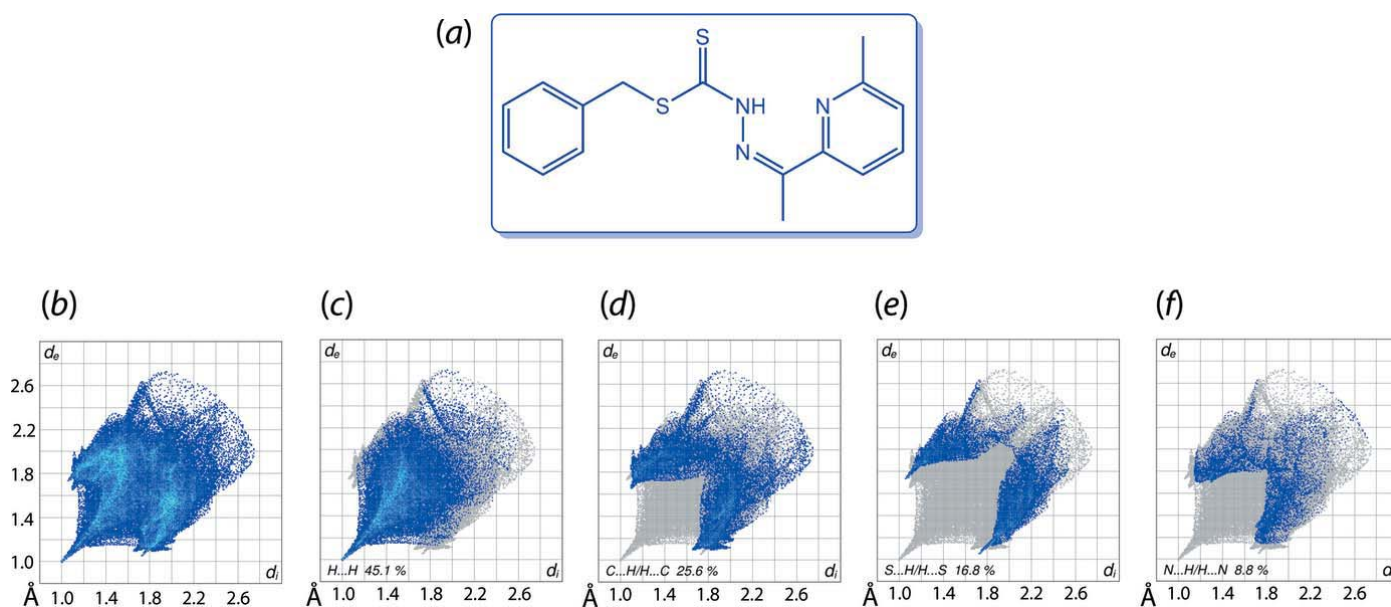 (a)
S
S
NH
N
N
(b)
(c)
(d)
(e)
(f)
de
2.6
2.2
1.8
1.4
1.0
di
Å 1.0 1.4 1.8 2.2 2.6
de
H...H 45.1 %
di
Å 1.0 1.4 1.8 2.2 2.6
de
C...H/H...C 25.6 %
di
Å 1.0 1.4 1.8 2.2 2.6
de
S...H/H...S 16.8 %
di
Å 1.0 1.4 1.8 2.2 2.6
de
N...H/H...N 8.8 %
d
Å 1.0 1.4 1.8 2.2 2.6